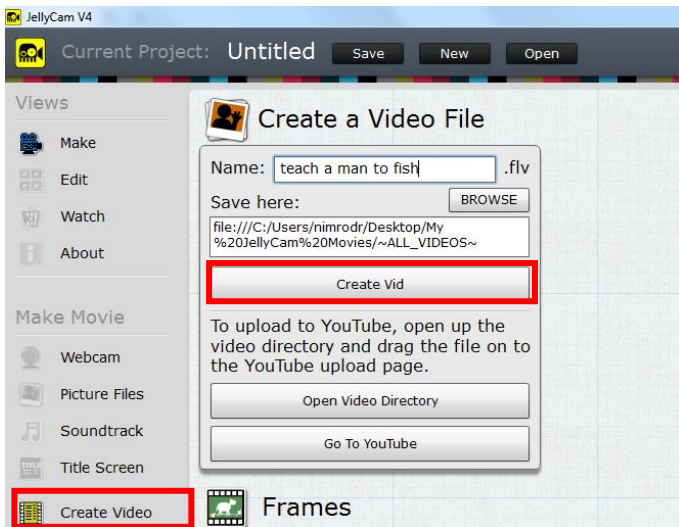 JellyCam V4
Current Project: Untitled Save New Open
Views
Make
Edit
Watch
About
Make Movie
Webcam
Picture Files
Soundtrack
Title Screen
Create Video
Create a Video File
Name: teach a man to fish .flv
Save here: BROWSE
file:///C:/Users/nimrodr/Desktop/My
%20JellyCam%20Movies/~ALL_VIDEOS~
Create Vid
To upload to YouTube, open up the
video directory and drag the file on to
the YouTube upload page.
Open Video Directory
Go To YouTube
Frames